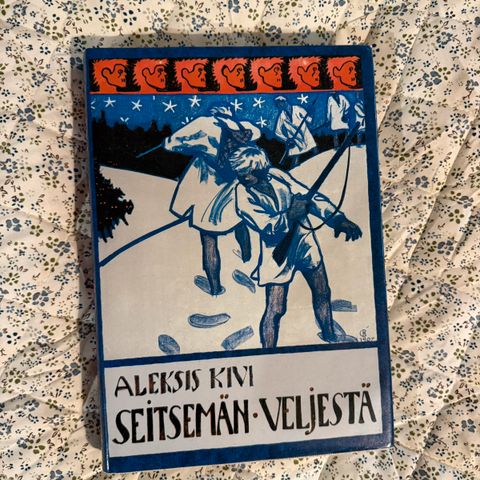 ALEKSIS KIVI
SEITSEMÄN · VELJESTÄ